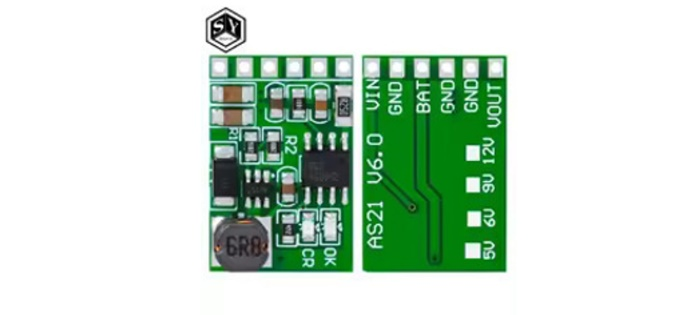 SY
R1
R2
6R8
CR
OK
VIN
GND
BAT
GND
GND
VOUT
AS21 V6.0
12V
9V
6V
5V